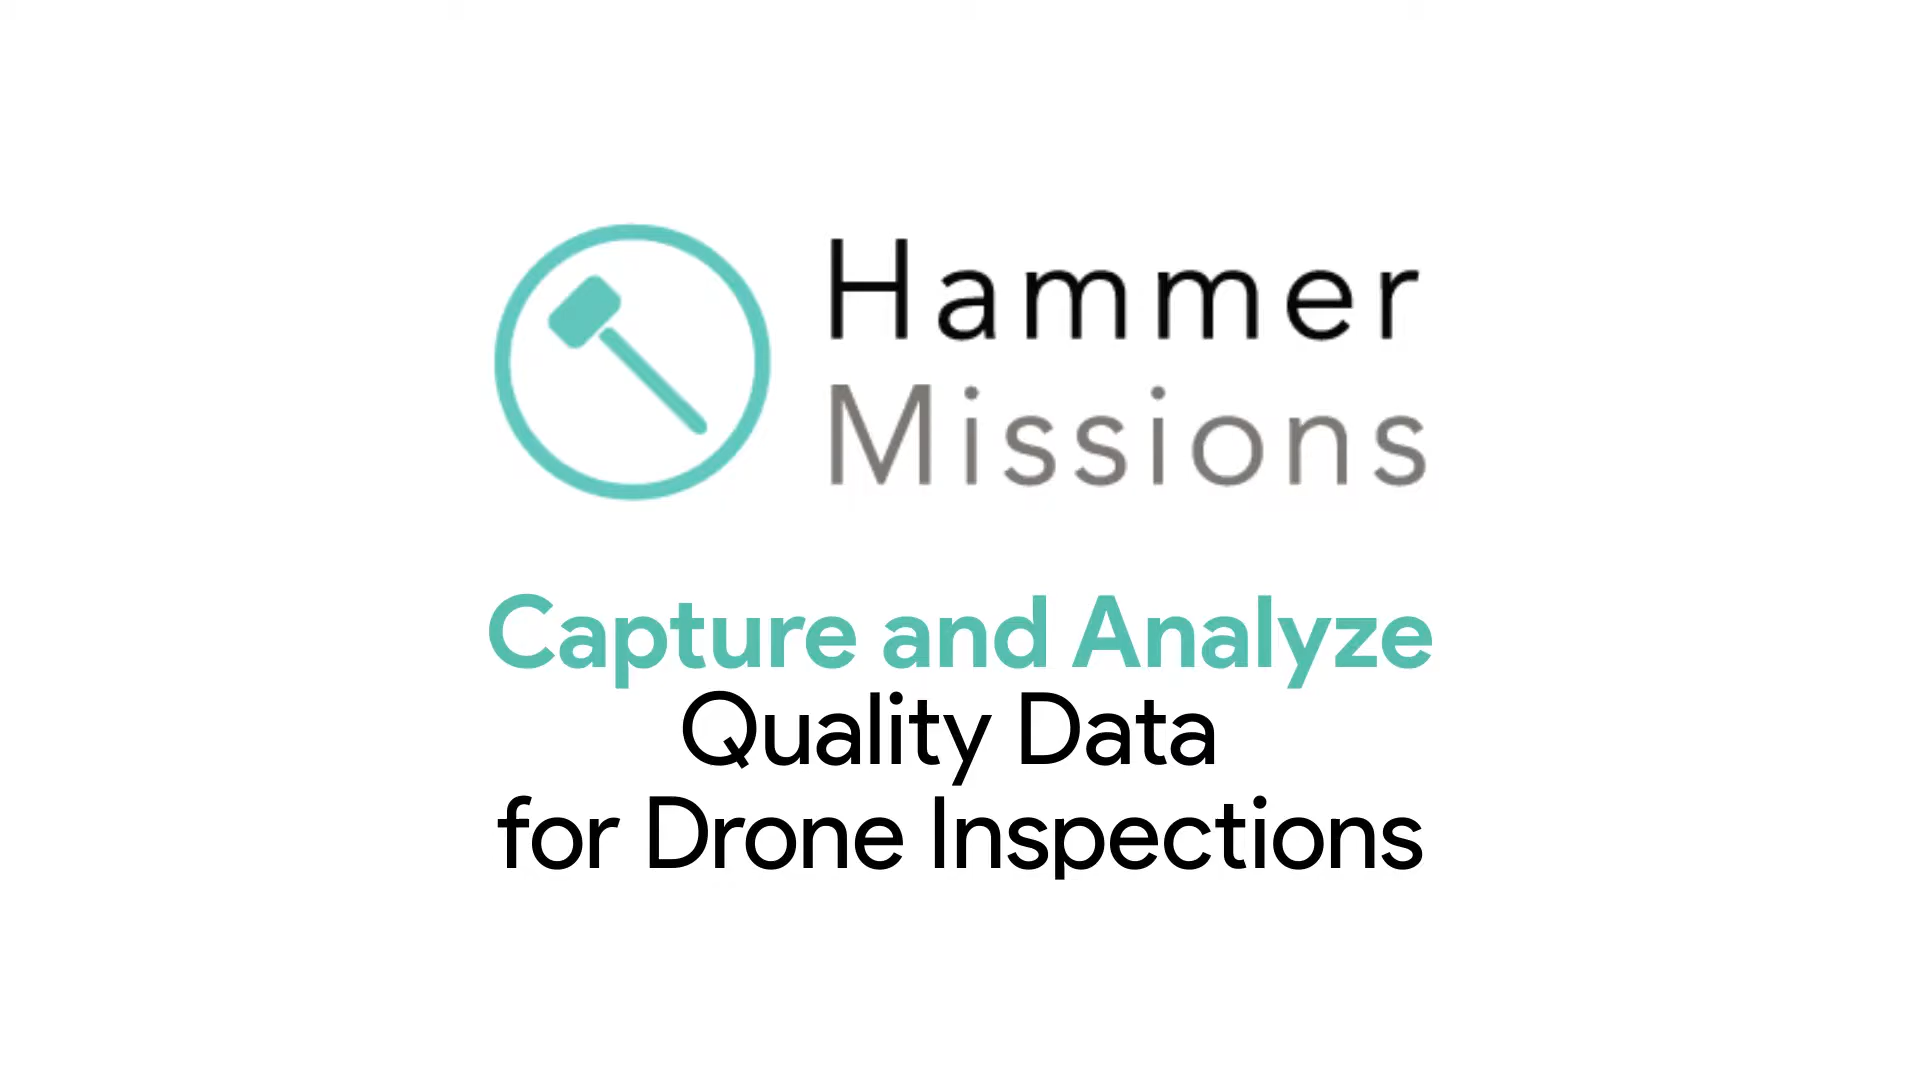 Hammer
Missions
Capture and Analyze
Quality Data
for Drone Inspections